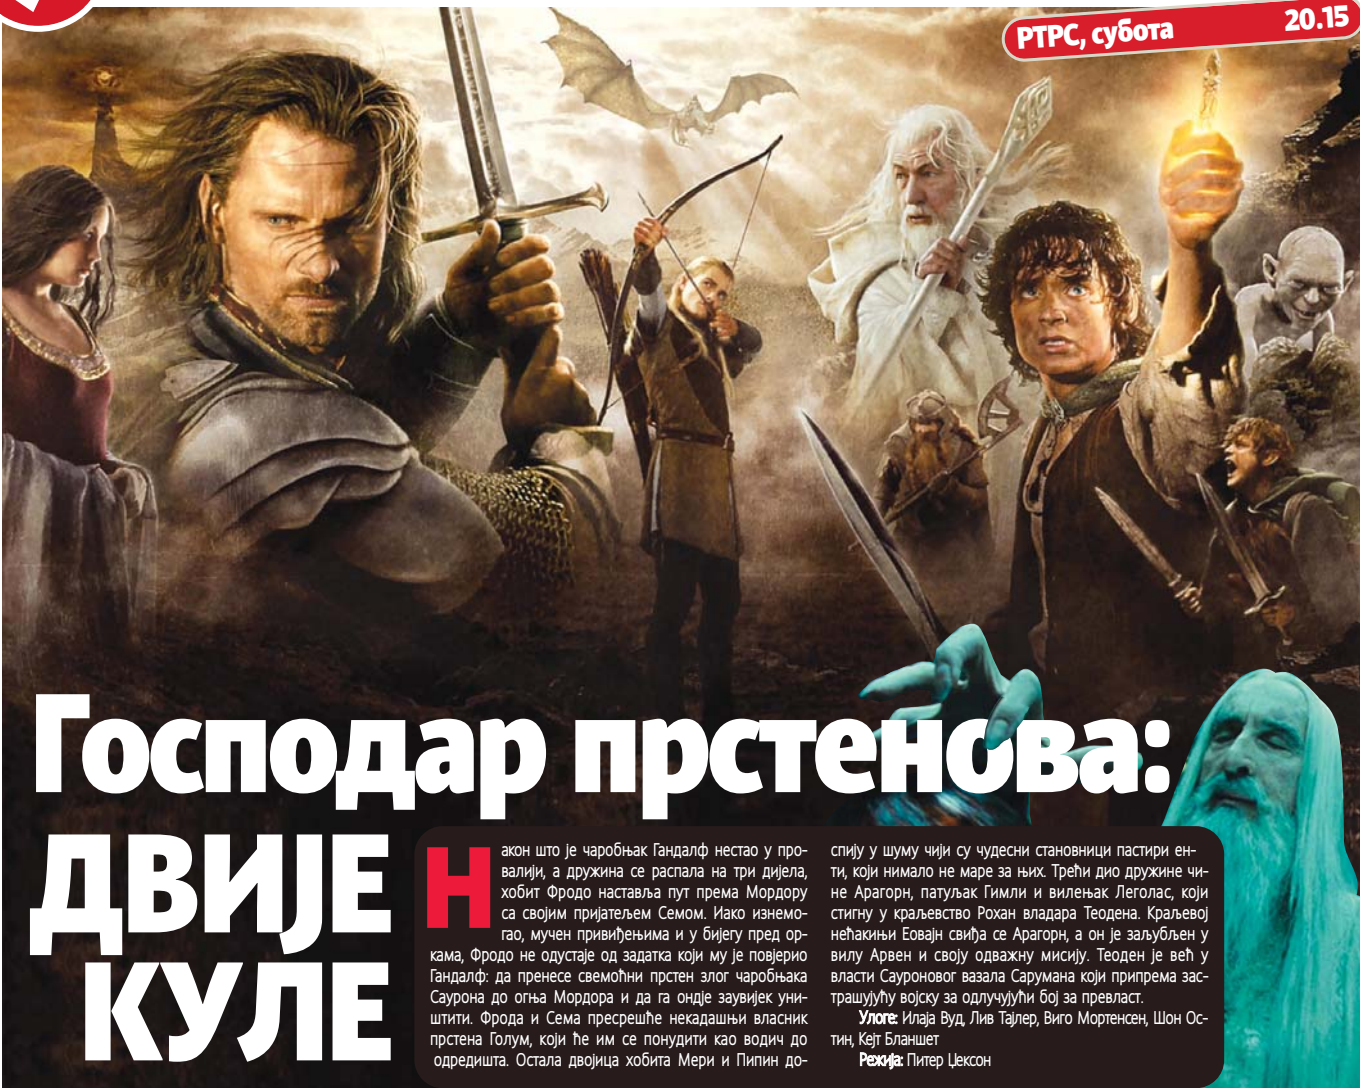 РТРС, субота 20.15
Господар прстенова:
ДВИЈЕ
КУЛЕ
Након што је чаробњак Гандалф нестао у про-
валији, а дружина се распала на три дијела,
хобит Фродо наставља пут према Мордору
са својим пријатељем Семом. Иако изнемо-
гао, мучен привиђењима и у бијегу пред ор-
кама, Фродо не одустаје од задатка који му је повјерио
Гандалф: да пренесе свемоћни прстен злог чаробњака
Саурона до огња Мордора и да га ондје заувијек уни-
штити. Фрода и Сема пресрешће некадашњи власник
прстена Голум, који ће им се понудити као водич до
одредишта. Остала двојица хобита Мери и Пипин до-
спију у шуму чији су чудесни становници пастири ен-
ти, који нимало не маре за њих. Трећи дио дружине чи-
не Арагорн, патуљак Гимли и вилењак Леголас, који
стигну у краљевство Рохан владара Теодена. Краљевој
нећакињи Еовајн свиђа се Арагорн, а он је заљубљен у
вилу Арвен и своју одважну мисију. Теоден је већ у
власти Сауроновог вазала Сарумана који припрема зас-
трашујућу војску за одлучујући бој за превласт.
Улоге: Илаја Вуд, Лив Тајлер, Виго Мортенсен, Шон Ос-
тин, Кејт Бланшет
Режија: Питер Џексон